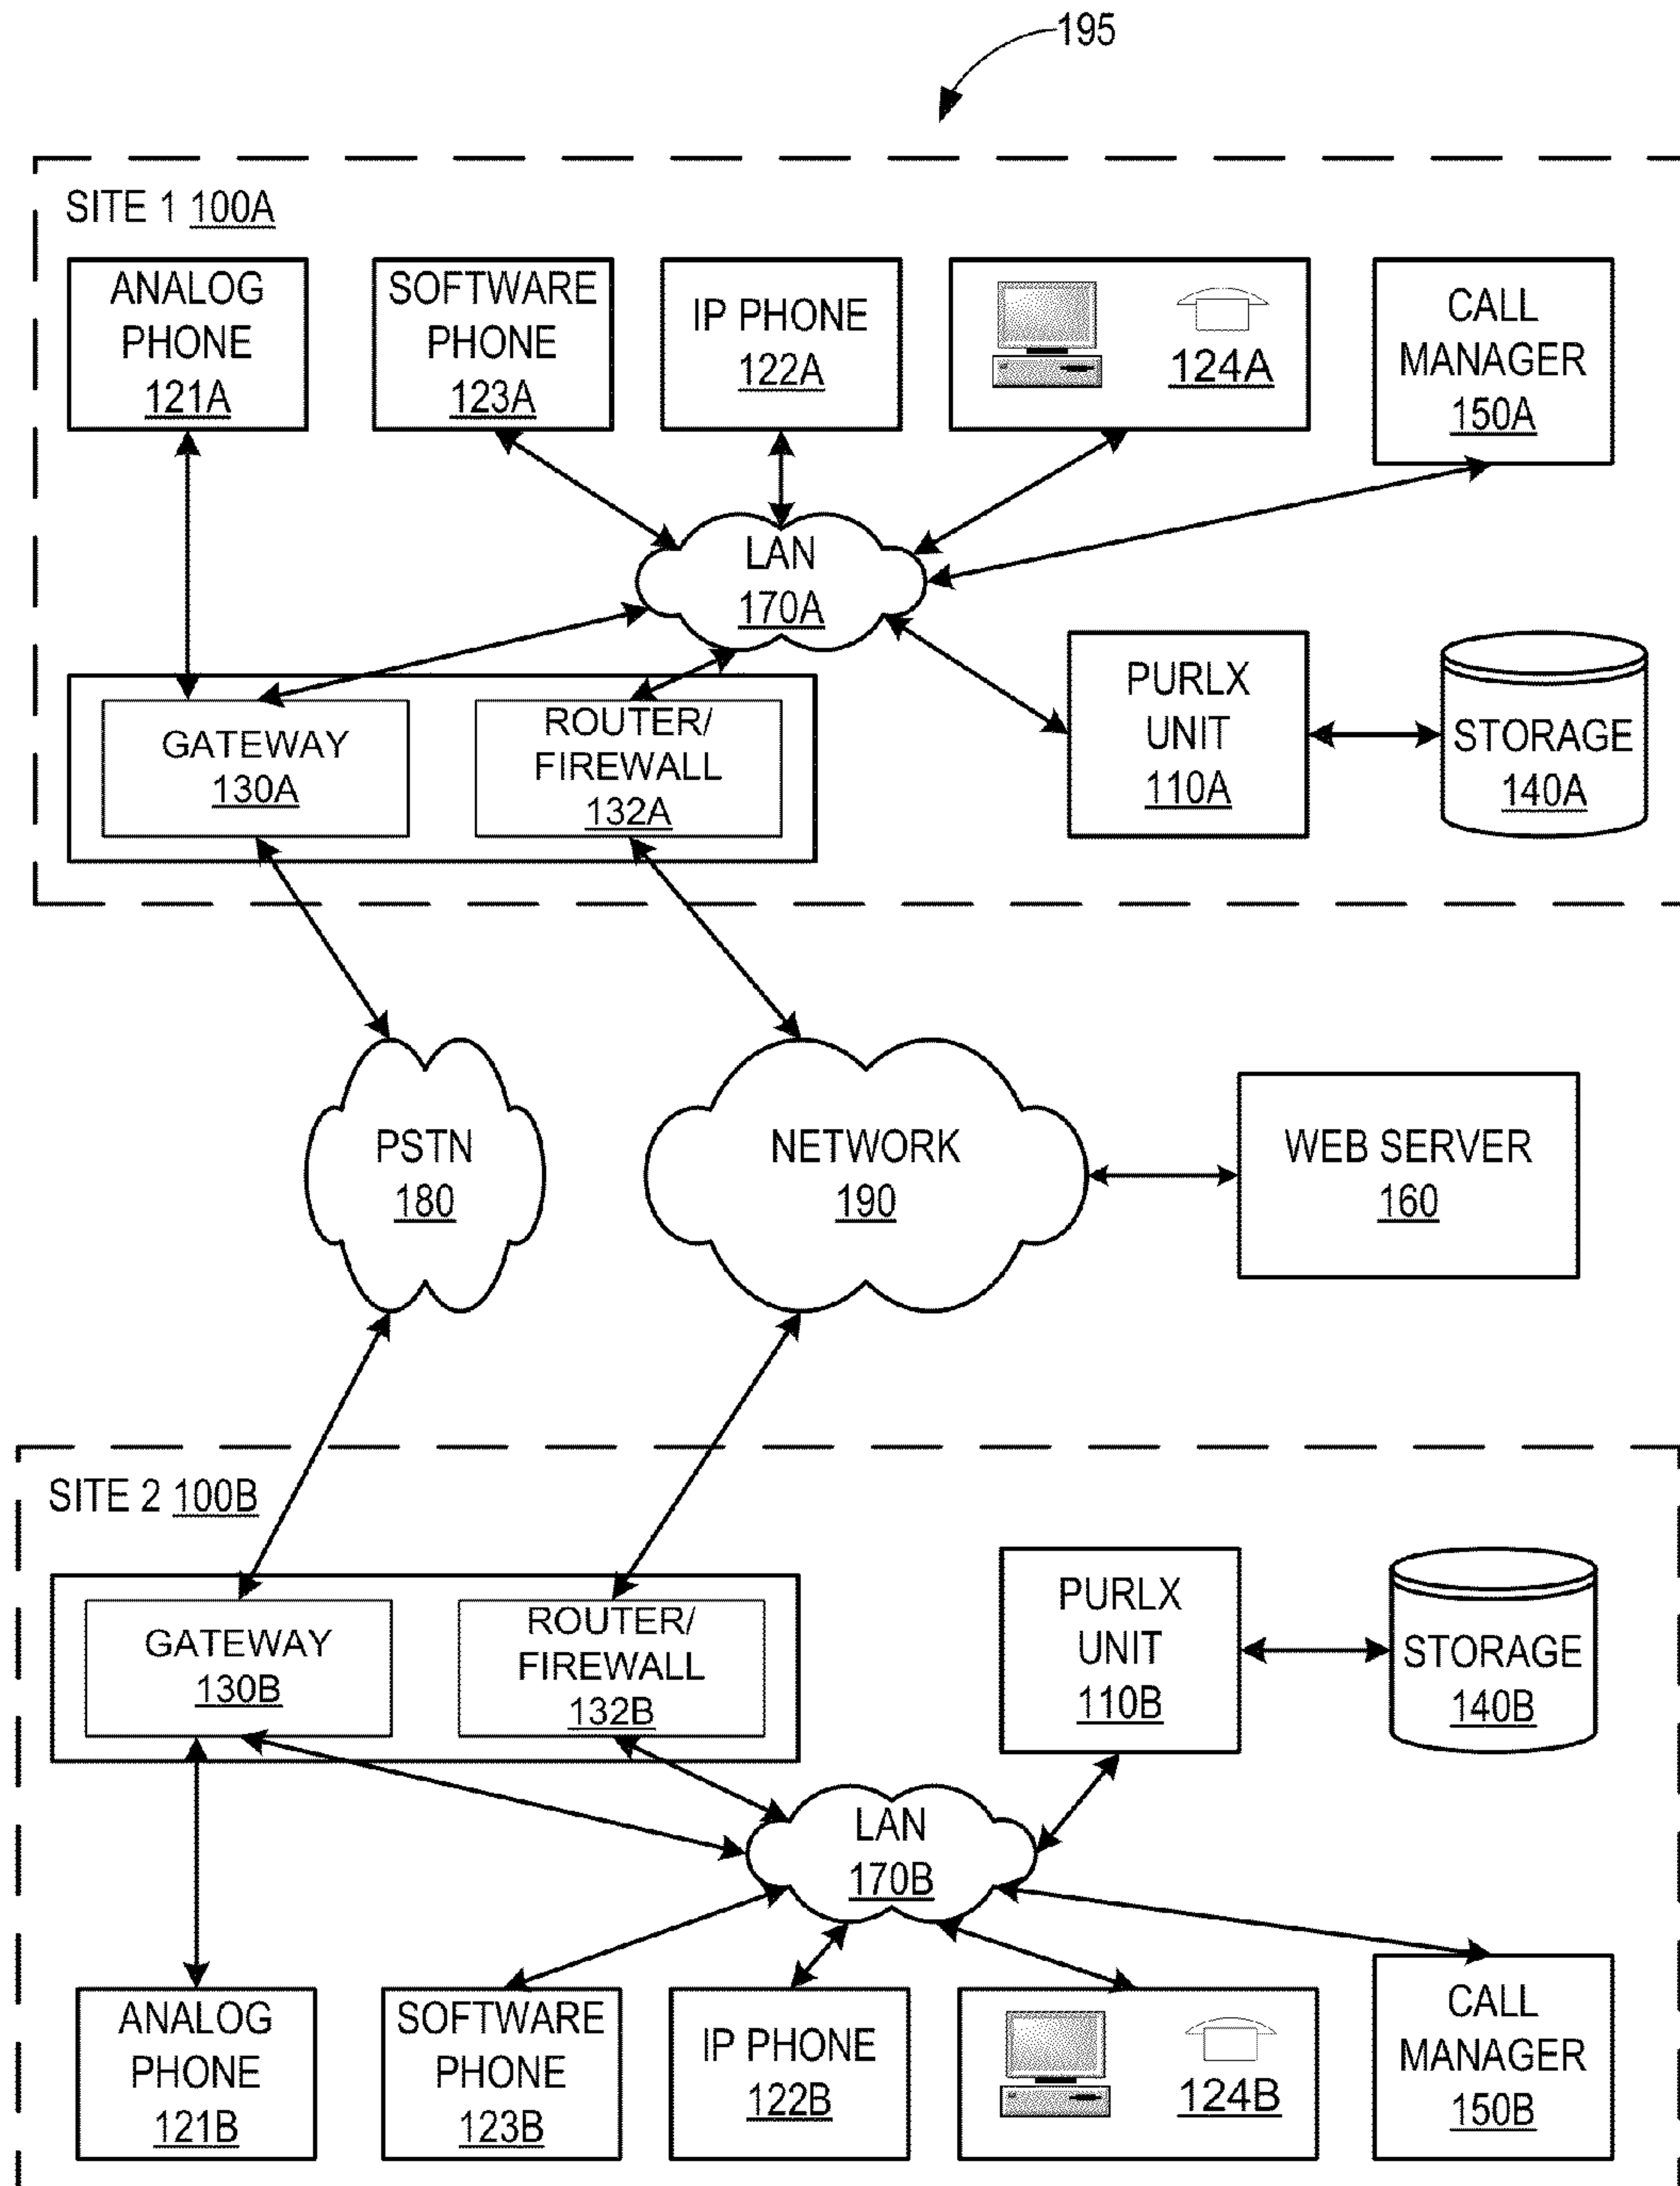 195
SITE 1 100A
ANALOG
PHONE
121A
SOFTWARE
PHONE
123A
IP PHONE
122A
124A
CALL
MANAGER
150A
LAN
170A
GATEWAY
130A
ROUTER/
FIREWALL
132A
PURLX
UNIT
110A
STORAGE
140A
PSTN
180
NETWORK
190
WEB SERVER
160
SITE 2 100B
GATEWAY
130B
ROUTER/
FIREWALL
132B
PURLX
UNIT
110B
STORAGE
140B
LAN
170B
ANALOG
PHONE
121B
SOFTWARE
PHONE
123B
IP PHONE
122B
124B
CALL
MANAGER
150B